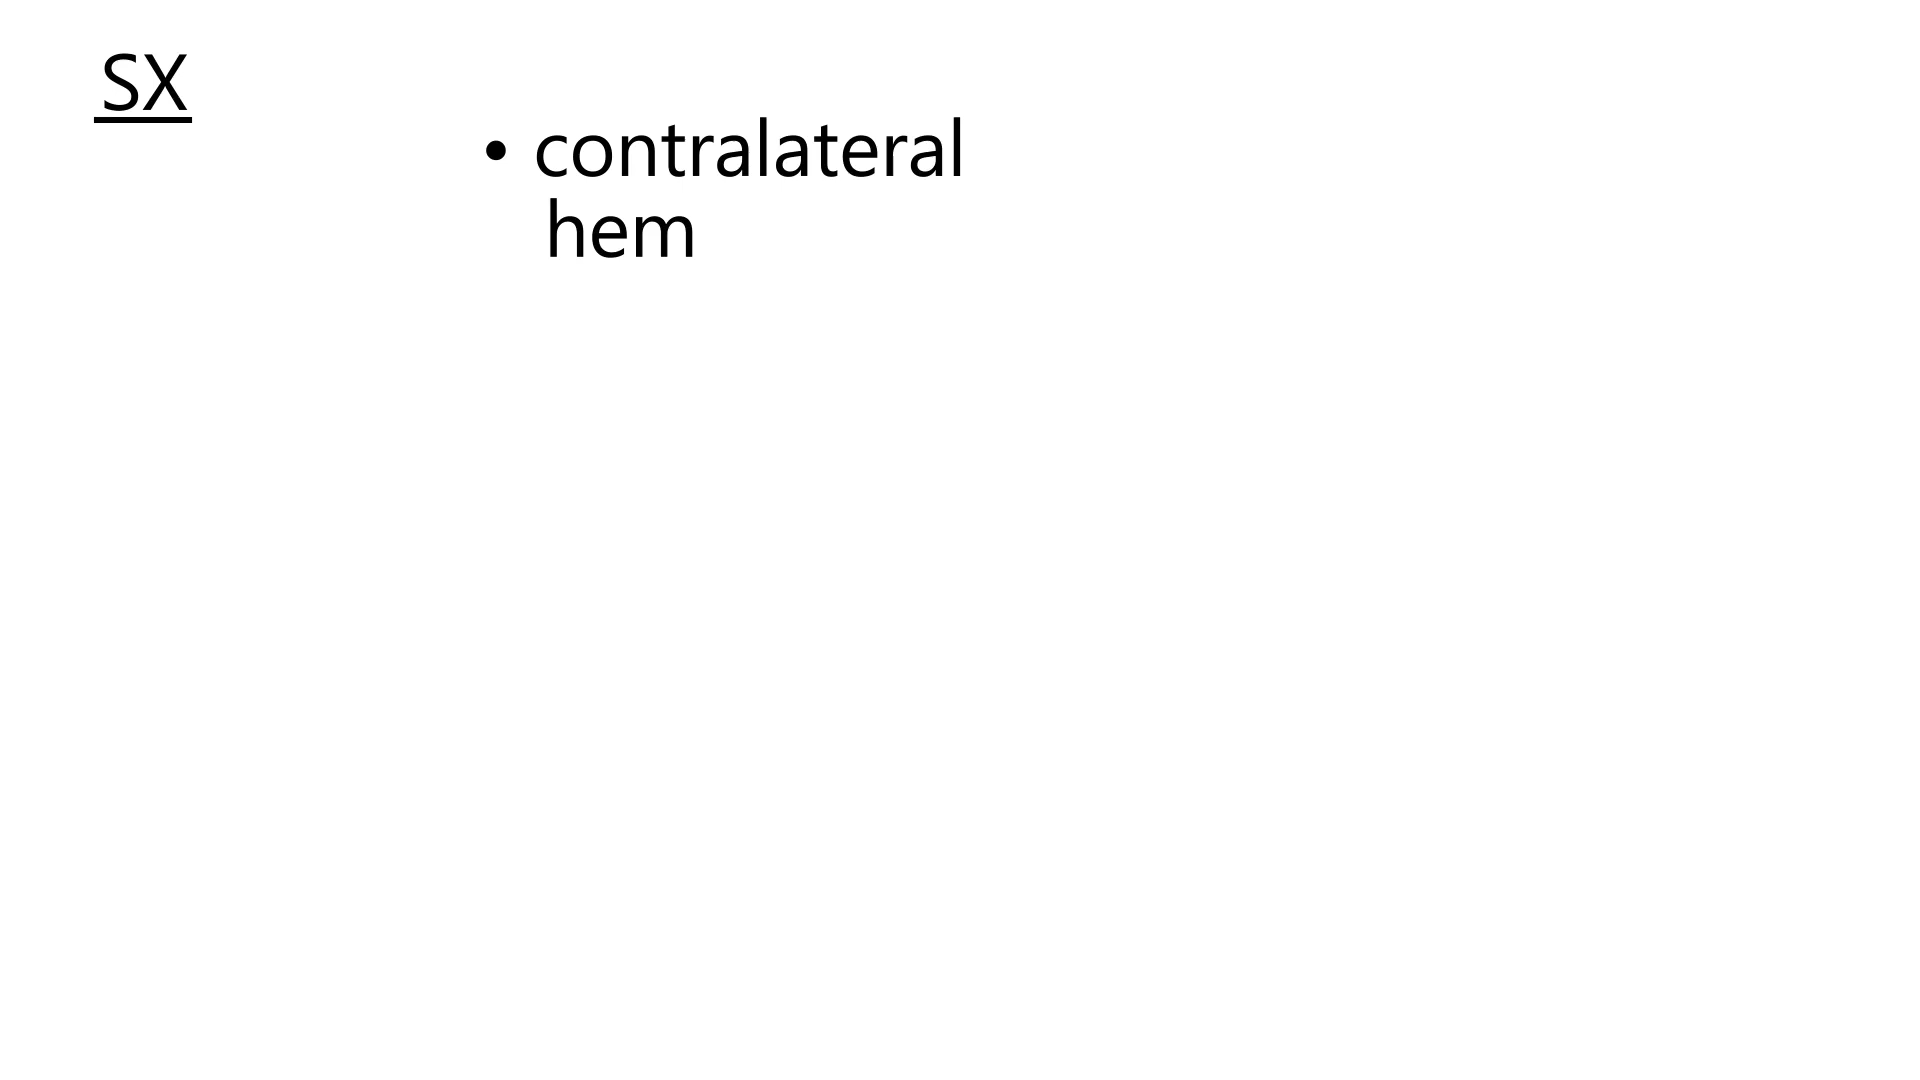 SX
• contralateral
hem